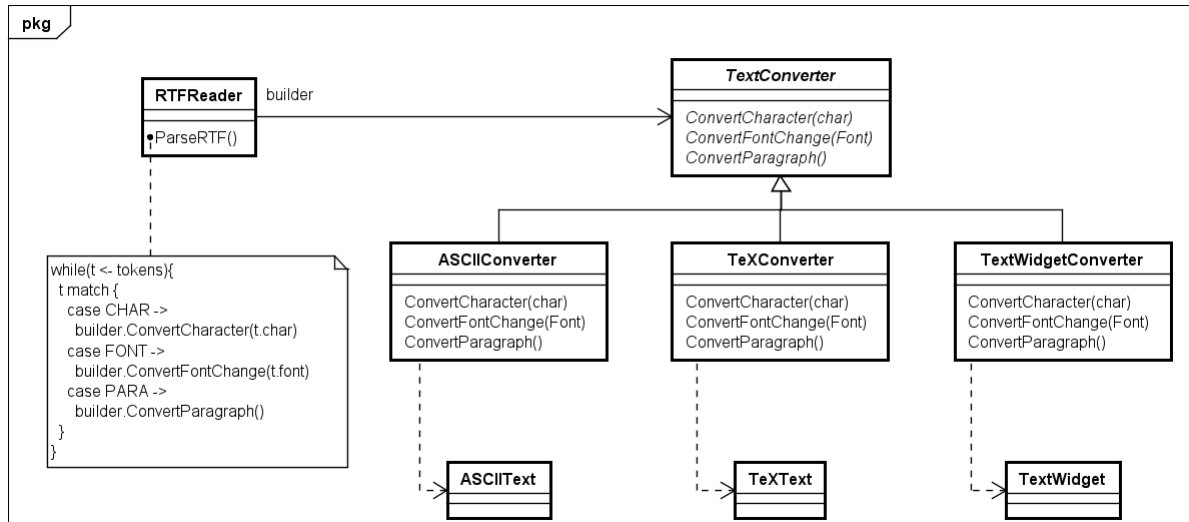 pkg
RTFReader
ParseRTF()
builder
TextConverter
ConvertCharacter(char)
ConvertFontChange(Font)
ConvertParagraph()
while(t <- tokens){
t match {
case CHAR ->
builder.ConvertCharacter(t.char)
case FONT ->
builder.ConvertFontChange(t.font)
case PARA ->
builder.ConvertParagraph()
}
}
ASCIIConverter
ConvertCharacter(char)
ConvertFontChange(Font)
ConvertParagraph()
TeXConverter
ConvertCharacter(char)
ConvertFontChange(Font)
ConvertParagraph()
TextWidgetConverter
ConvertCharacter(char)
ConvertFontChange(Font)
ConvertParagraph()
ASCIIText
TeXText
TextWidget